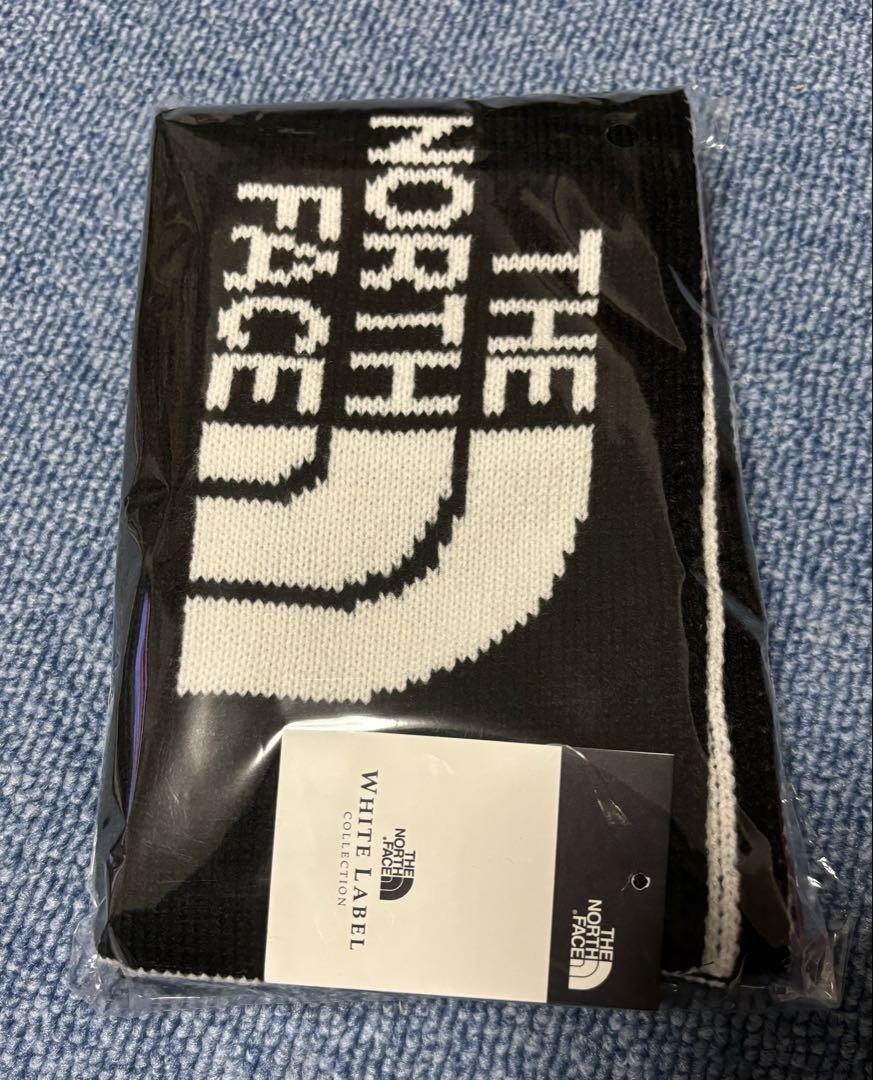 THE
NORTH
FACE
THE
NORTH
FACE
WHITE LABEL
COLLECTION
THE
NORTH
FACE